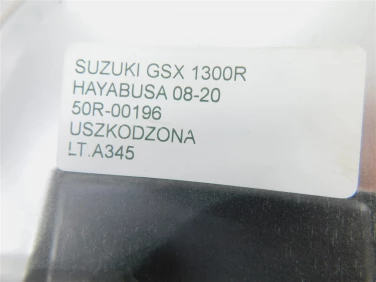 SUZUKI GSX 1300R
HAYABUSA 08-20
50R-00196
USZKODZONA
LT.A345